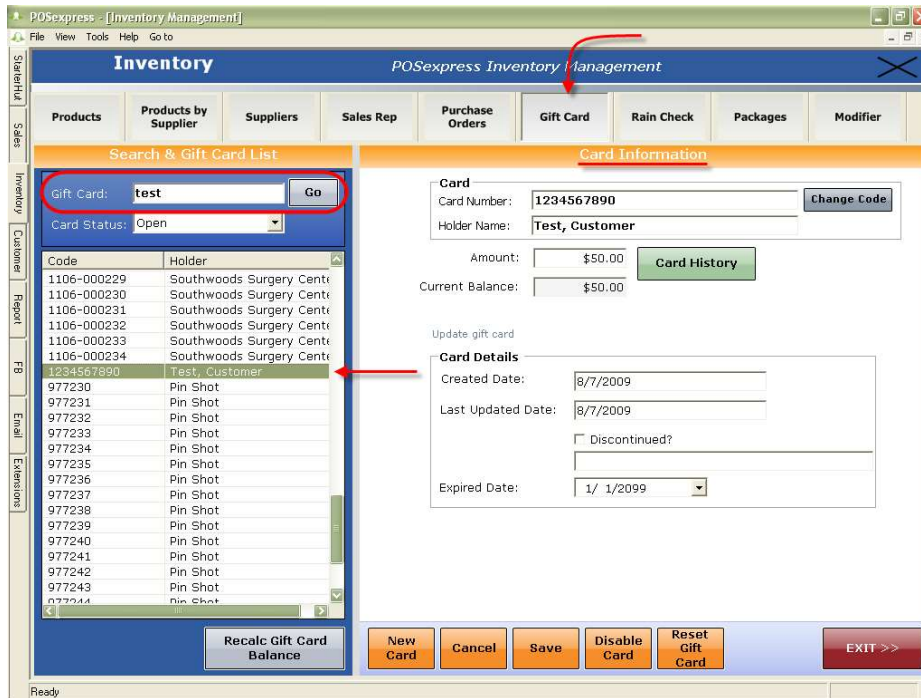 POSexpress - [Inventory Management]
File View Tools Help Go to
StarterHut
Sales
Inventory
Customer
Report
FB
Email
Extensions
Inventory
POSexpress Inventory Management
Products
Products by
Supplier
Suppliers
Sales Rep
Purchase
Orders
Gift Card
Rain Check
Packages
Modifier
Search & Gift Card List
Gift Card: test Go
Card Status: Open
Code Holder
1106-000229 Southwoods Surgery Cente
1106-000230 Southwoods Surgery Cente
1106-000231 Southwoods Surgery Cente
1106-000232 Southwoods Surgery Cente
1106-000233 Southwoods Surgery Cente
1106-000234 Southwoods Surgery Cente
1234567890 Test, Customer
977230 Pin Shot
977231 Pin Shot
977232 Pin Shot
977233 Pin Shot
977234 Pin Shot
977235 Pin Shot
977236 Pin Shot
977237 Pin Shot
977238 Pin Shot
977239 Pin Shot
977240 Pin Shot
977241 Pin Shot
977242 Pin Shot
977243 Pin Shot
977244 Pin Shot
Recalc Gift Card
Balance
Card Information
Card
Card Number: 1234567890 Change Code
Holder Name: Test, Customer
Amount: $50.00 Card History
Current Balance: $50.00
Update gift card
Card Details
Created Date: 8/7/2009
Last Updated Date: 8/7/2009
Discontinued?
Expired Date: 1/ 1/2099
New
Card
Cancel
Save
Disable
Card
Reset
Gift
Card
EXIT >>
Ready